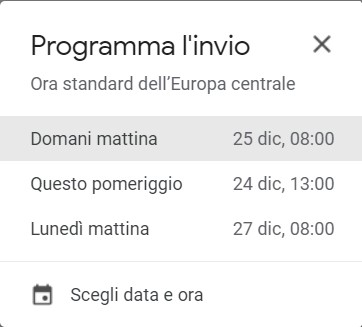 Programma l'invio
Ora standard dell’Europa centrale
Domani mattina 25 dic, 08:00
Questo pomeriggio 24 dic, 13:00
Lunedì mattina 27 dic, 08:00
Scegli data e ora